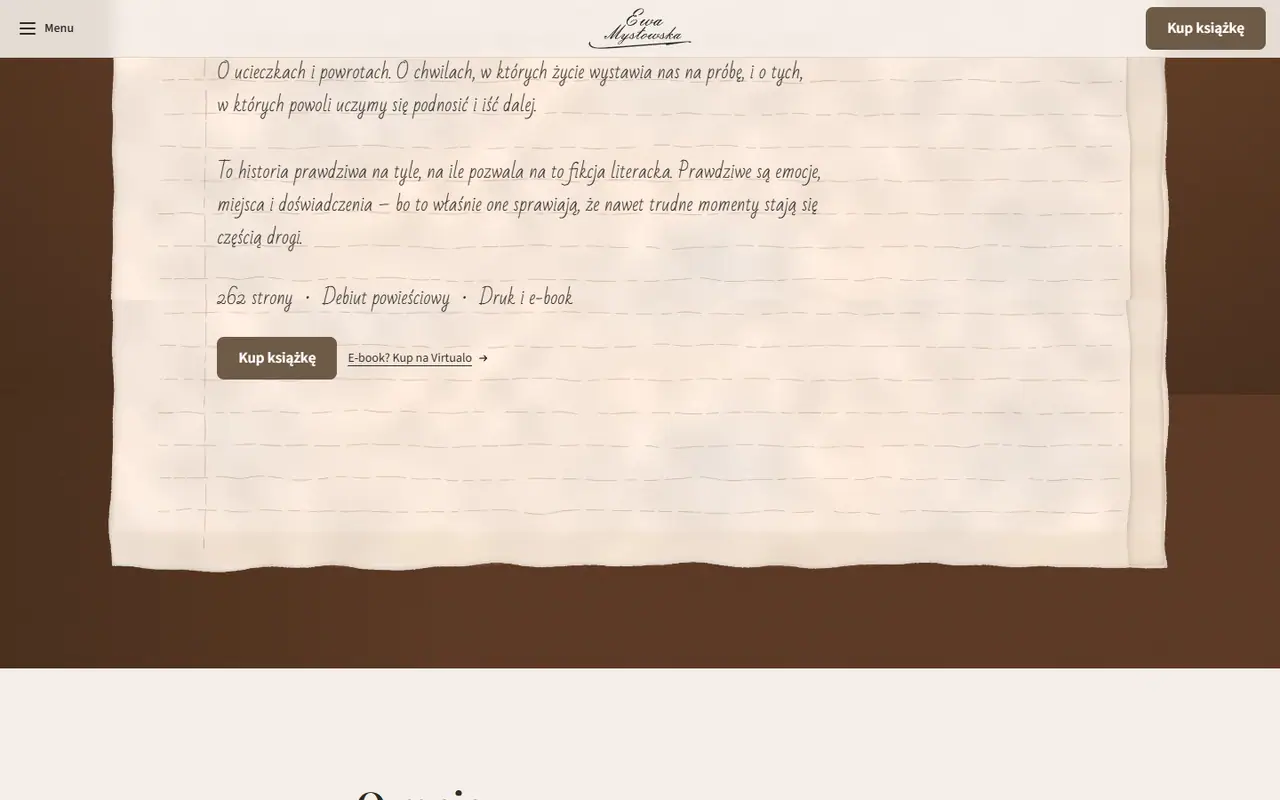 Menu
Ewa
Mysłowska
Kup książkę
O ucieczkach i powrotach. O chwilach, w których życie wystawia nas na próbę, i o tych,
w których powoli uczymy się podnosić i iść dalej.
To historia prawdziwa na tyle, na ile pozwala na to fikcja literacka. Prawdziwe są emocje,
miejsca i doświadczenia – bo to właśnie one sprawiają, że nawet trudne momenty stają się
częścią drogi.
262 strony · Debiut powieściowy · Druk i e-book
Kup książkę
E-book? Kup na Virtualo →